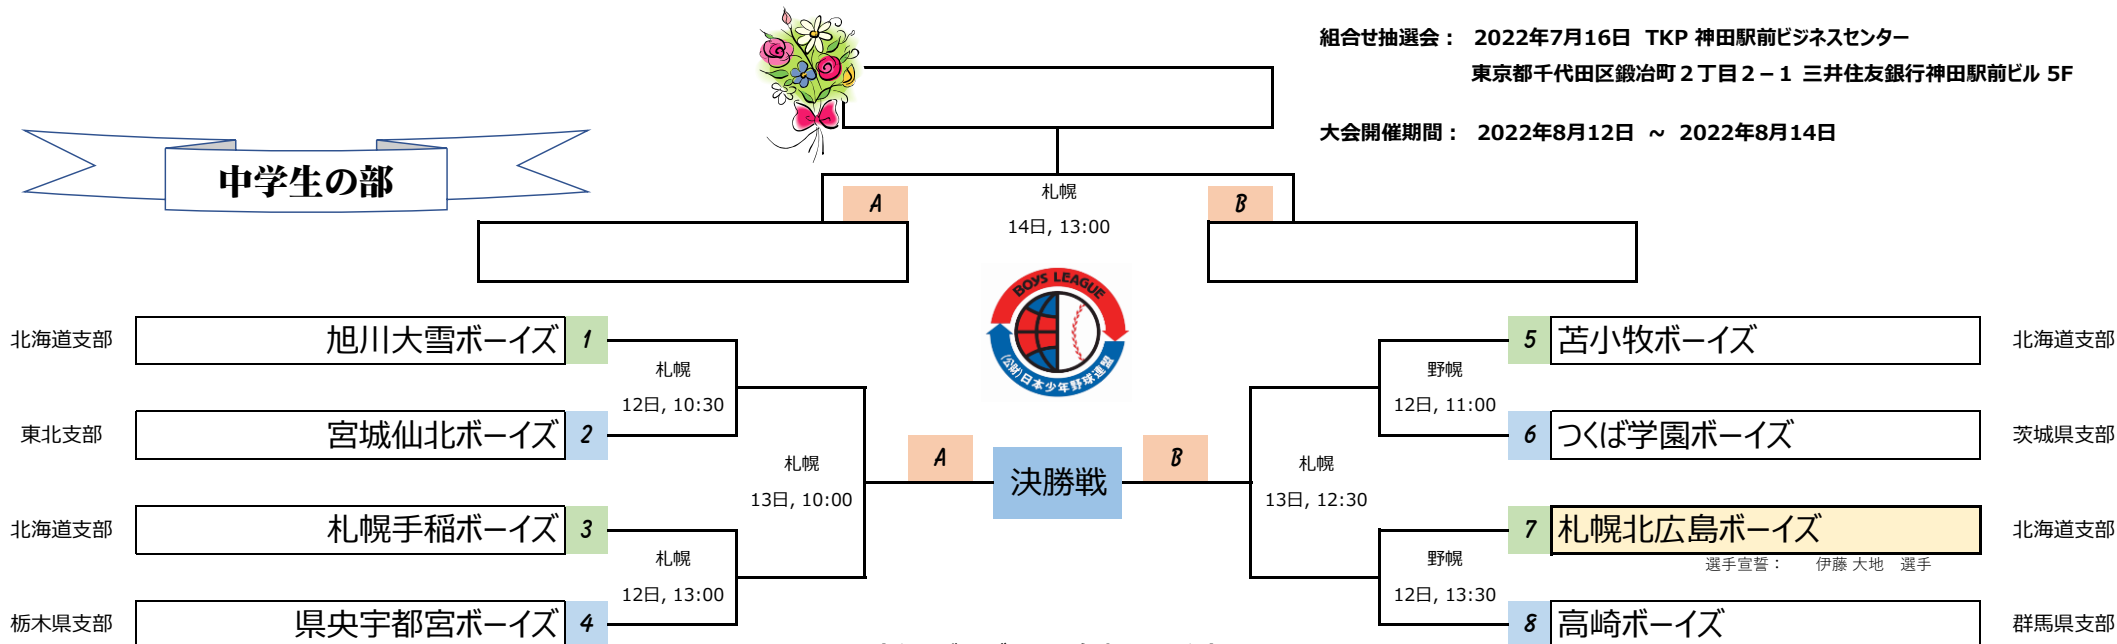 組合せ抽選会： 2022年7月16日 TKP 神田駅前ビジネスセンター
東京都千代田区鍛冶町２丁目２−１ 三井住友銀行神田駅前ビル 5F
大会開催期間： 2022年8月12日 ~ 2022年8月14日
中学生の部
A
札幌
14日, 13:00
B
BOYS LEAGUE
(公財)日本少年野球連盟
北海道支部 旭川大雪ボーイズ 1
札幌
12日, 10:30
東北支部 宮城仙北ボーイズ 2
札幌
13日, 10:00
北海道支部 札幌手稲ボーイズ 3
札幌
12日, 13:00
栃木県支部 県央宇都宮ボーイズ 4
A 決勝戦 B
5 苫小牧ボーイズ 北海道支部
野幌
12日, 11:00
6 つくば学園ボーイズ 茨城県支部
札幌
13日, 12:30
7 札幌北広島ボーイズ 北海道支部
選手宣誓： 伊藤 大地 選手
野幌
12日, 13:30
8 高崎ボーイズ 群馬県支部